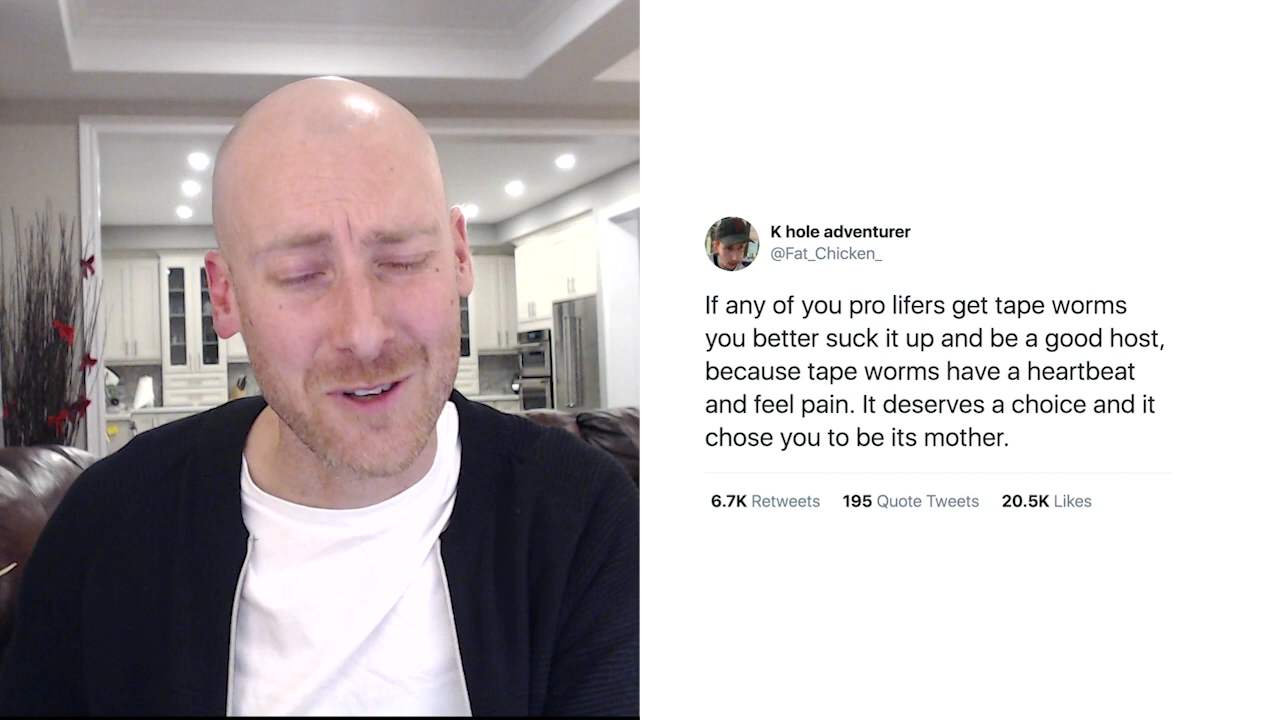 K hole adventurer
@Fat_Chicken_
If any of you pro lifers get tape worms
you better suck it up and be a good host,
because tape worms have a heartbeat
and feel pain. It deserves a choice and it
chose you to be its mother.
6.7K Retweets 195 Quote Tweets 20.5K Likes